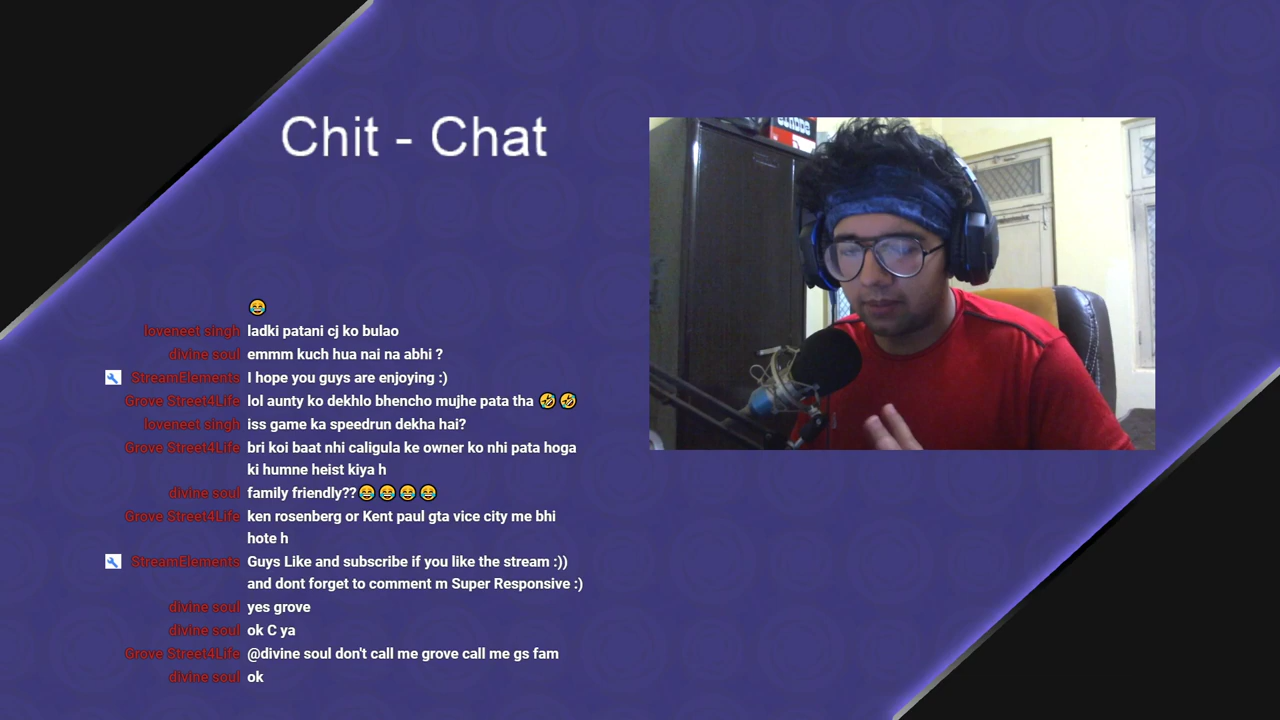 Chit - Chat
😂
loveneet singh ladki patani cj ko bulao
divine soul emmm kuch hua nai na abhi ?
StreamElements I hope you guys are enjoying :)
Grove Street4Life lol aunty ko dekhlo bhencho mujhe pata tha 🤣🤣
loveneet singh iss game ka speedrun dekha hai?
Grove Street4Life bri koi baat nhi caligula ke owner ko nhi pata hoga
ki humne heist kiya h
divine soul family friendly??😂😂😂😂
Grove Street4Life ken rosenberg or Kent paul gta vice city me bhi
hote h
StreamElements Guys Like and subscribe if you like the stream :))
and dont forget to comment m Super Responsive :)
divine soul yes grove
divine soul ok C ya
Grove Street4Life @divine soul don't call me grove call me gs fam
divine soul ok